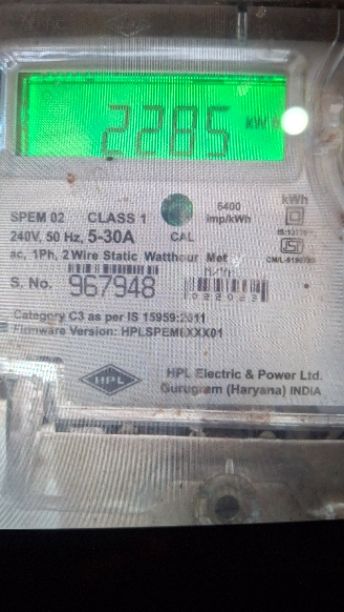 2285 kWh
SPEM 02 CLASS 1 6400 imp/kWh kWh
240V, 50 Hz, 5-30A CAL
ac, 1Ph, 2 Wire Static Watthour Met
S. No. 967948
022023
Category C3 as per IS 15959:2011
Firmware Version: HPLSPEM1XXX01
HPL HPL Electric & Power Ltd.
Gurugram (Haryana) INDIA